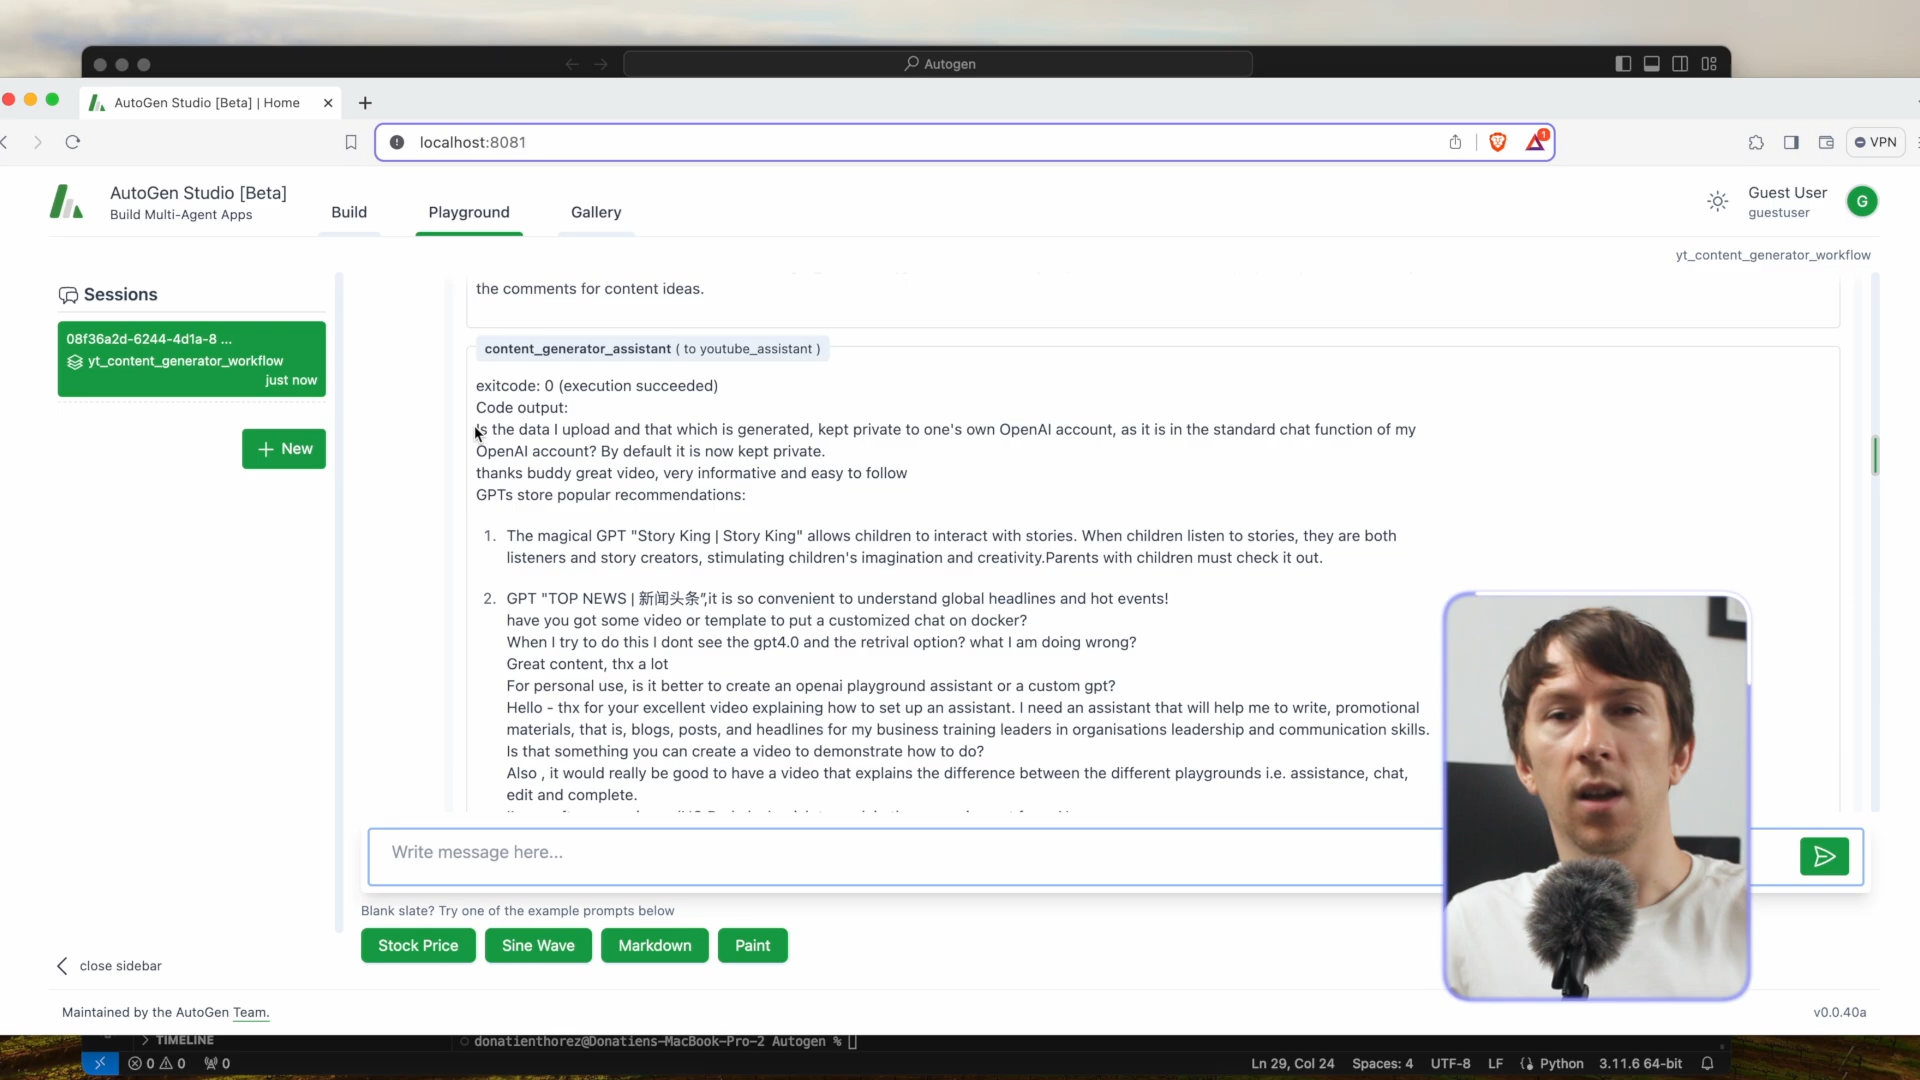 Autogen
AutoGen Studio [Beta] | Home
localhost:8081
1
VPN
AutoGen Studio [Beta]
Build Multi-Agent Apps
Build
Playground
Gallery
Guest User
guestuser
G
yt_content_generator_workflow
Sessions
08f36a2d-6244-4d1a-8 ...
yt_content_generator_workflow
just now
+ New
the comments for content ideas.
content_generator_assistant ( to youtube_assistant )
exitcode: 0 (execution succeeded)
Code output:
Is the data I upload and that which is generated, kept private to one's own OpenAI account, as it is in the standard chat function of my
OpenAI account? By default it is now kept private.
thanks buddy great video, very informative and easy to follow
GPTs store popular recommendations:
1. The magical GPT "Story King | Story King" allows children to interact with stories. When children listen to stories, they are both
listeners and story creators, stimulating children's imagination and creativity.Parents with children must check it out.
2. GPT "TOP NEWS | 新闻头条",it is so convenient to understand global headlines and hot events!
have you got some video or template to put a customized chat on docker?
When I try to do this I dont see the gpt4.0 and the retrival option? what I am doing wrong?
Great content, thx a lot
For personal use, is it better to create an openai playground assistant or a custom gpt?
Hello - thx for your excellent video explaining how to set up an assistant. I need an assistant that will help me to write, promotional
materials, that is, blogs, posts, and headlines for my business training leaders in organisations leadership and communication skills.
Is that something you can create a video to demonstrate how to do?
Also , it would really be good to have a video that explains the difference between the different playgrounds i.e. assistance, chat,
edit and complete.
Write message here...
Blank slate? Try one of the example prompts below
Stock Price
Sine Wave
Markdown
Paint
close sidebar
Maintained by the AutoGen Team.
v0.0.40a
TIMELINE
donatienthorez@Donatiens-MacBook-Pro-2 Autogen %
0 0 0
Ln 29, Col 24
Spaces: 4
UTF-8
LF
Python
3.11.6 64-bit